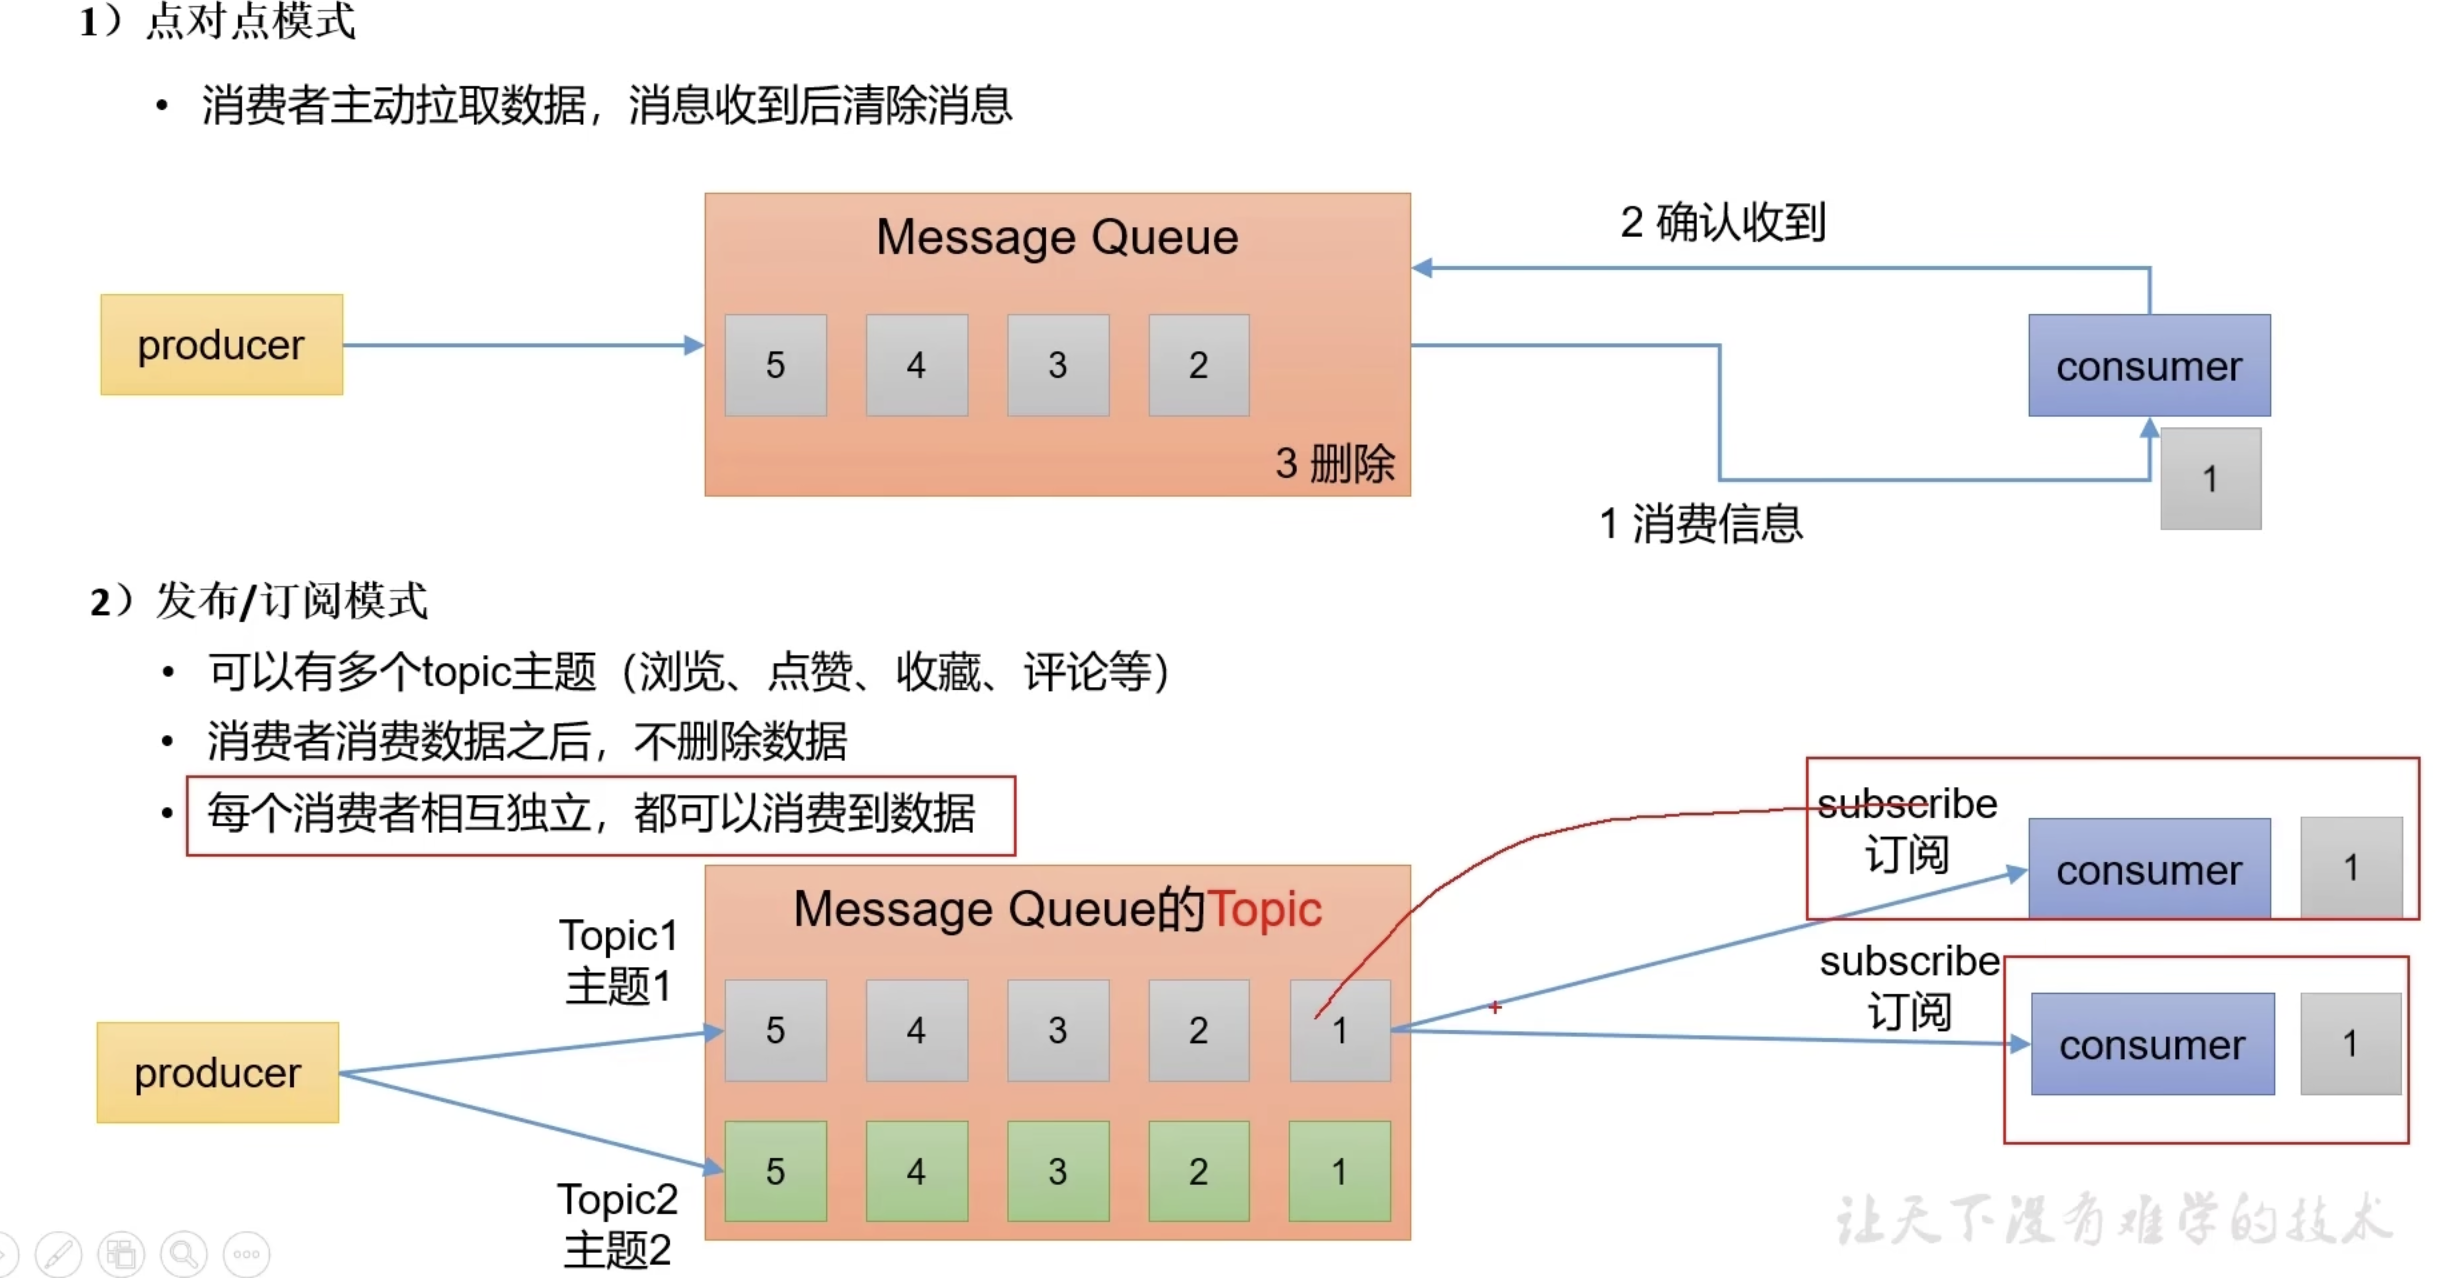 1）点对点模式
• 消费者主动拉取数据，消息收到后清除消息
Message Queue
2 确认收到
producer
5 4 3 2
consumer
3 删除
1
1 消费信息
2）发布/订阅模式
• 可以有多个topic主题（浏览、点赞、收藏、评论等）
• 消费者消费数据之后，不删除数据
• 每个消费者相互独立，都可以消费到数据
subscribe
订阅
consumer
1
Message Queue的Topic
Topic1
主题1
subscribe
订阅
5 4 3 2 1
consumer
1
producer
5 4 3 2 1
Topic2
主题2
让天下没有难学的技术